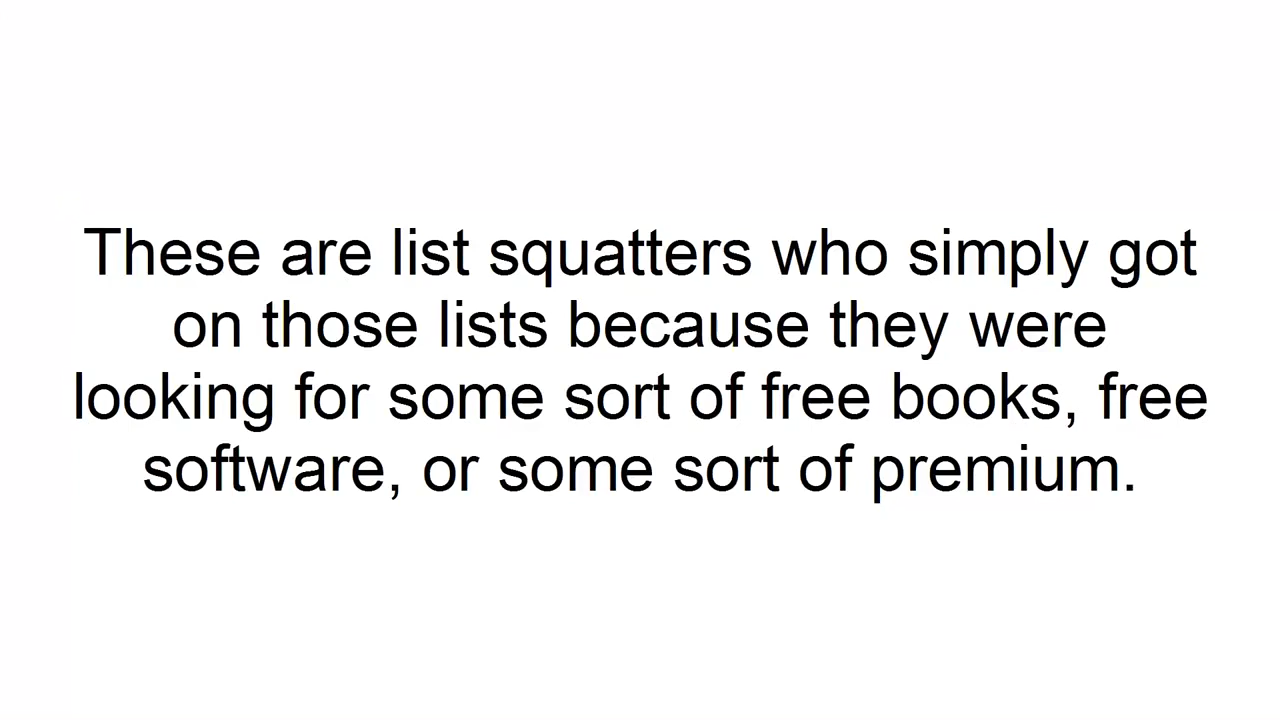 These are list squatters who simply got
on those lists because they were
looking for some sort of free books, free
software, or some sort of premium.